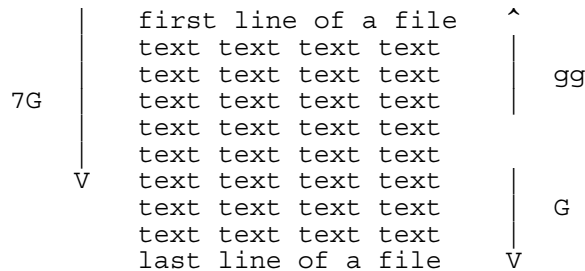 |	first line of a file	^
|	text text text text	|
|	text text text text	|	gg
7G	|	text text text text	|
|	text text text text
|	text text text text
V	text text text text	|
text text text text	|	G
text text text text	|
last line of a file	V